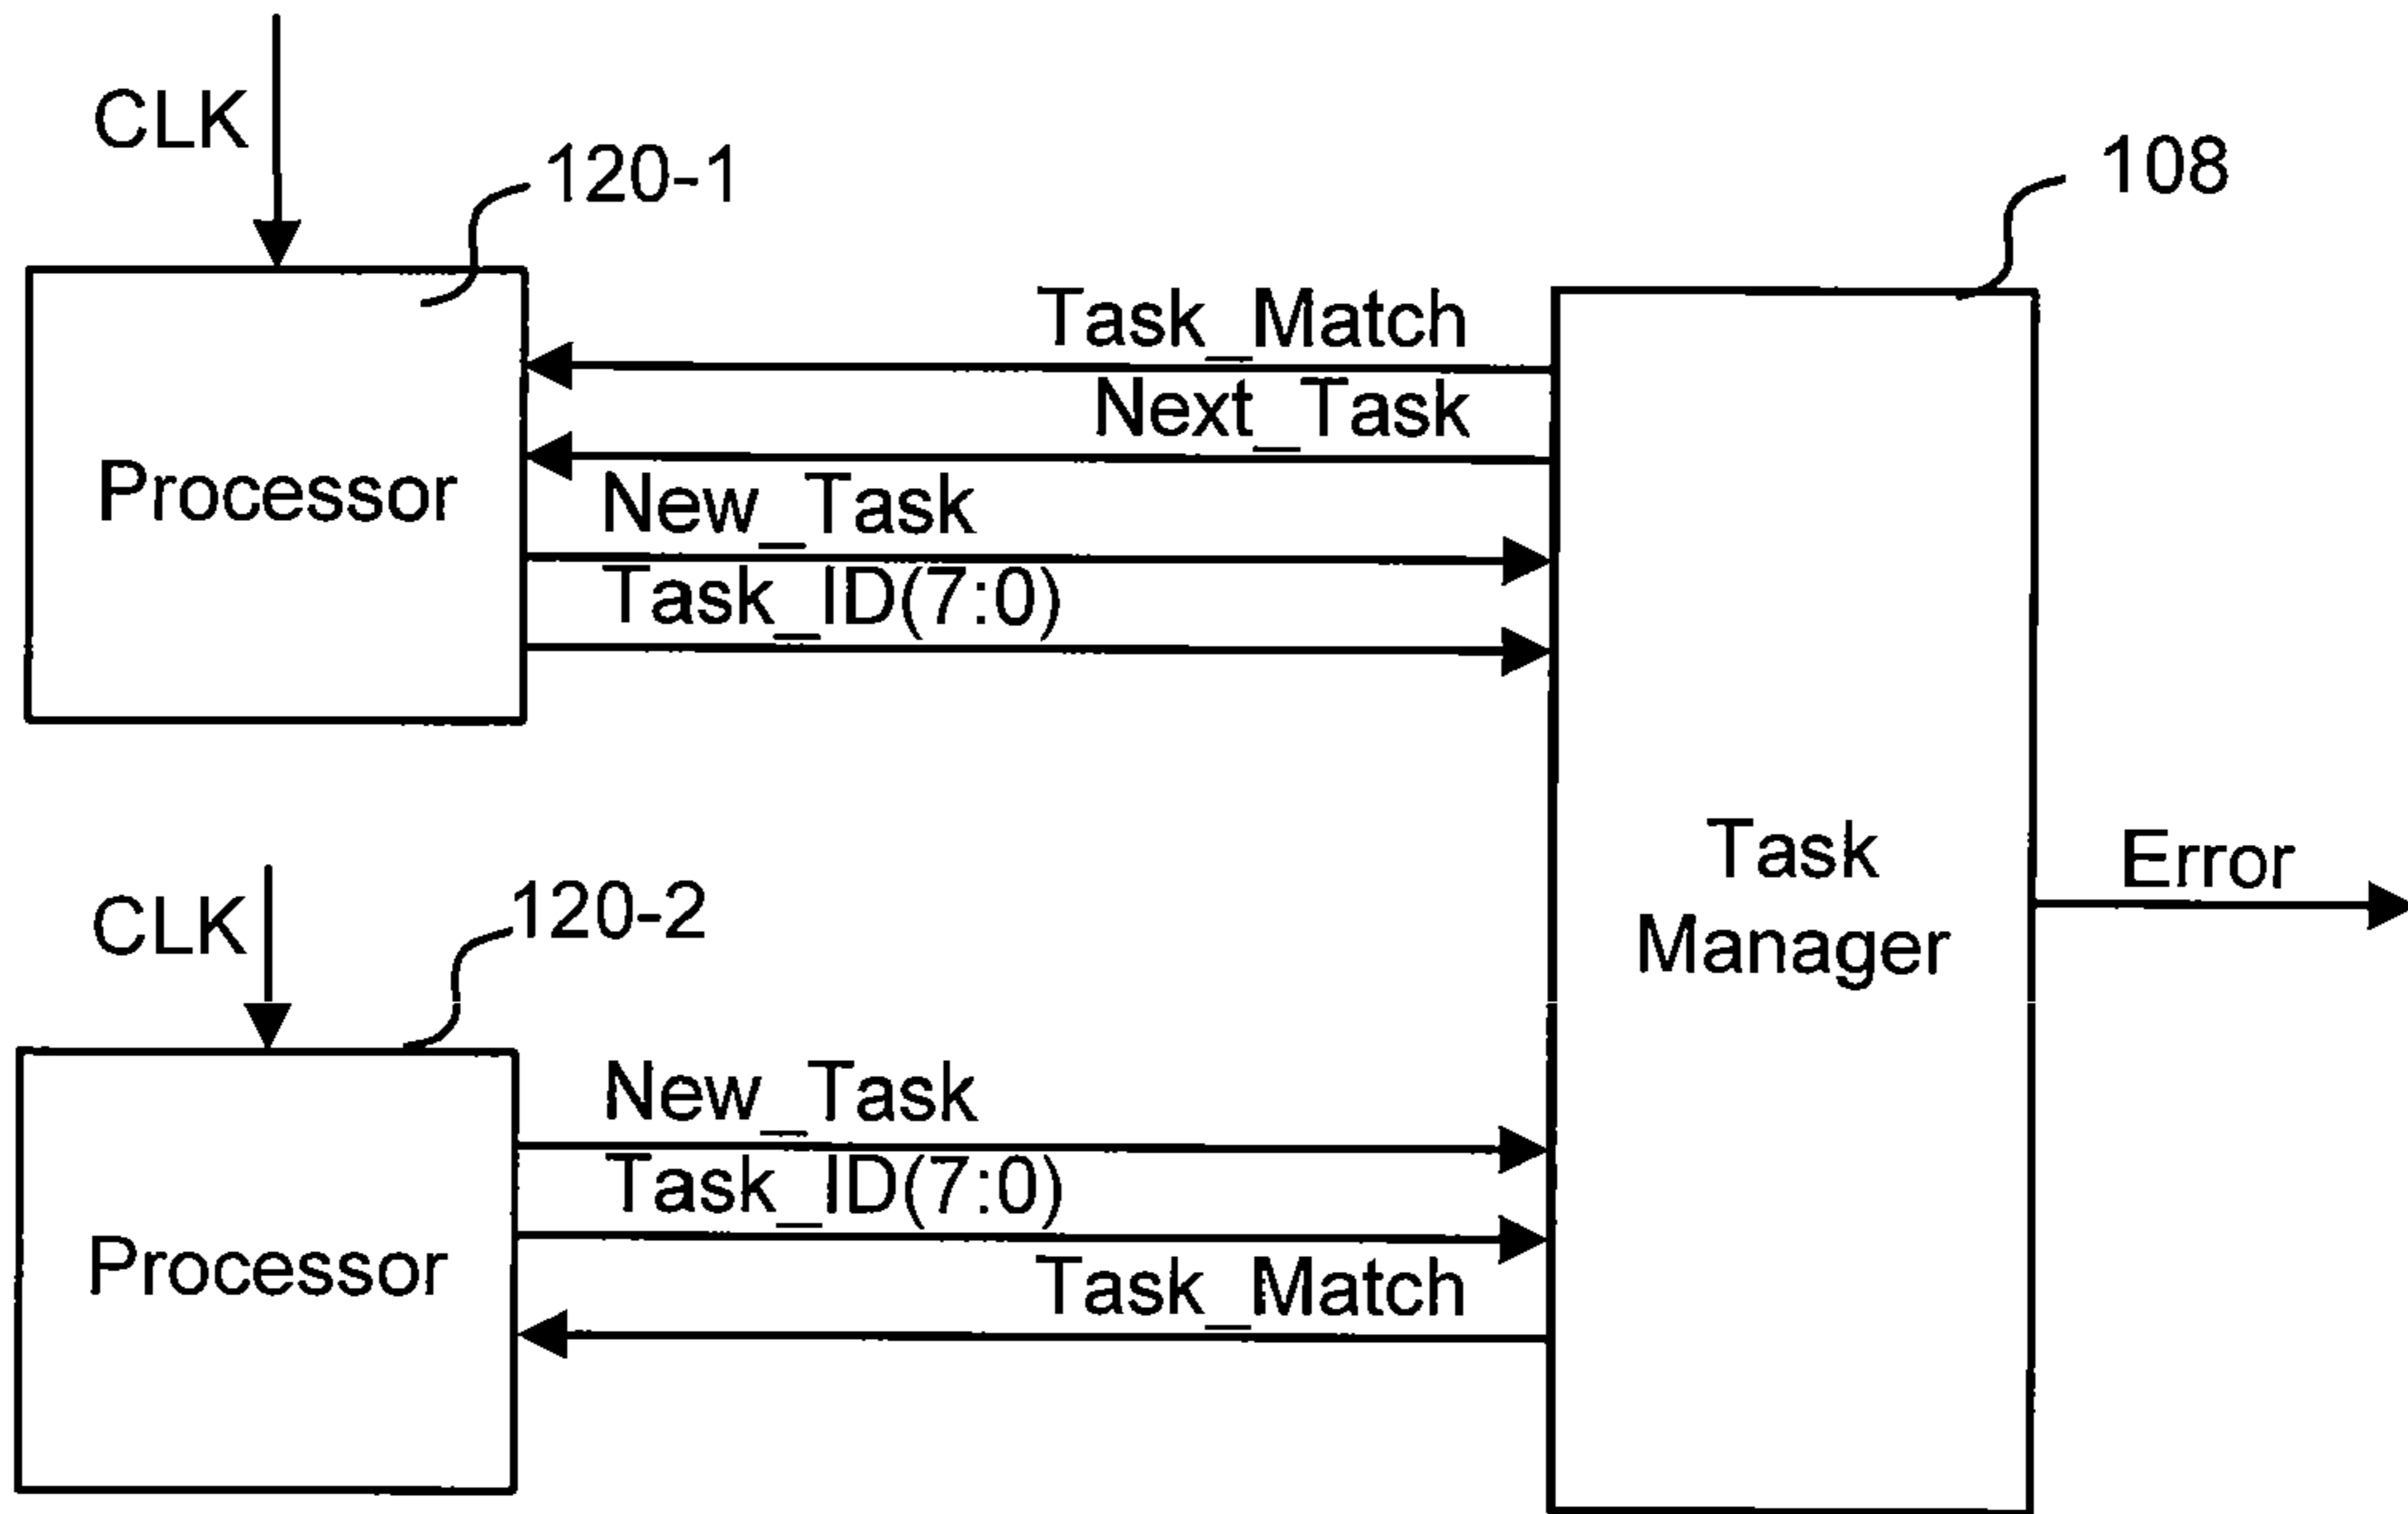 CLK
120-1
108
Task_Match
Next_Task
Processor
New_Task
Task_ID(7:0)
Task
Manager
Error
CLK
120-2
New_Task
Task_ID(7:0)
Processor
Task_Match